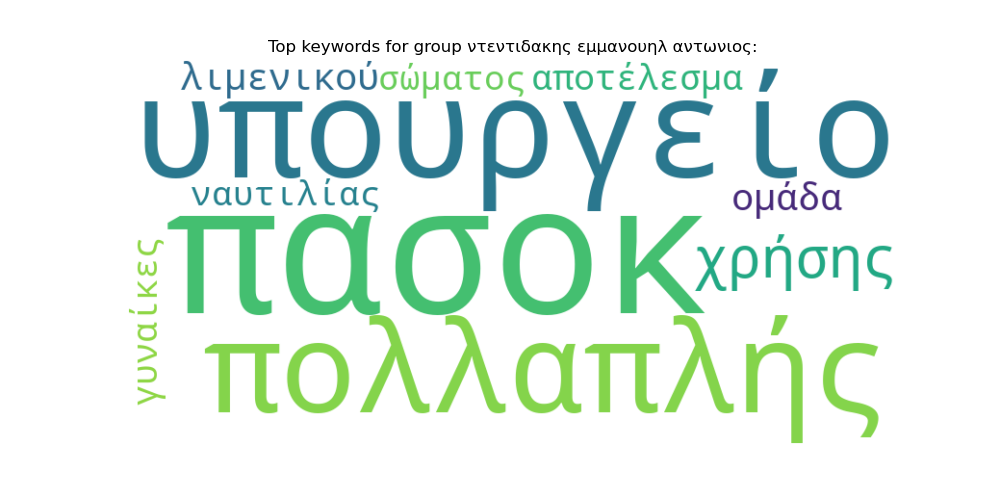 Top keywords for group ντεντιδακης εμμανουηλ αντωνιος:
λιμενικού σώματος αποτέλεσμα
υπουργείο
ναυτιλίας ομάδα
πασοκ
χρήσης
γυναίκες
πολλαπλής